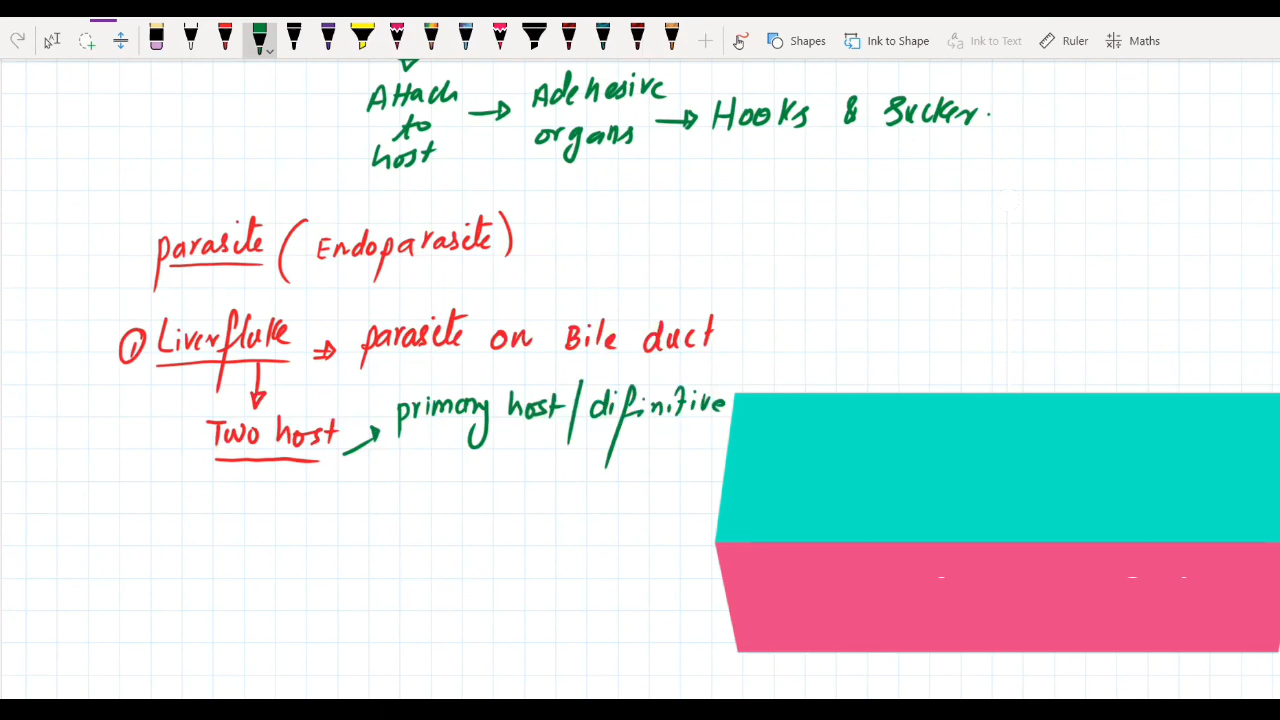 Shapes Ink to Shape Ink to Text Ruler Maths
Attach to host → Adehesive organs → Hooks & Sucker.
parasite (Endoparasite)
① Liverfluke ⇒ parasite on Bile duct
Two host → primary host/difinitive